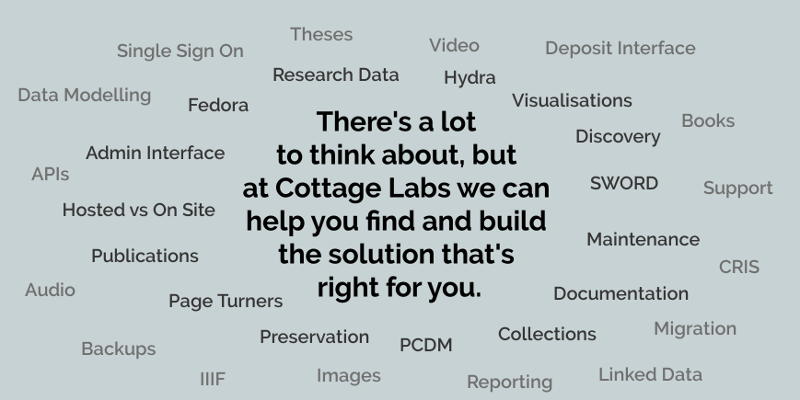 Theses
Single Sign On
Video
Deposit Interface
Research Data
Hydra
Data Modelling
Fedora
Visualisations
There's a lot
to think about, but
at Cottage Labs we can
help you find and build
the solution that's
right for you.
Books
Discovery
Admin Interface
APIs
SWORD
Support
Hosted vs On Site
Maintenance
Publications
CRIS
Audio
Page Turners
Documentation
Preservation
PCDM
Collections
Migration
Backups
IIIF
Images
Reporting
Linked Data